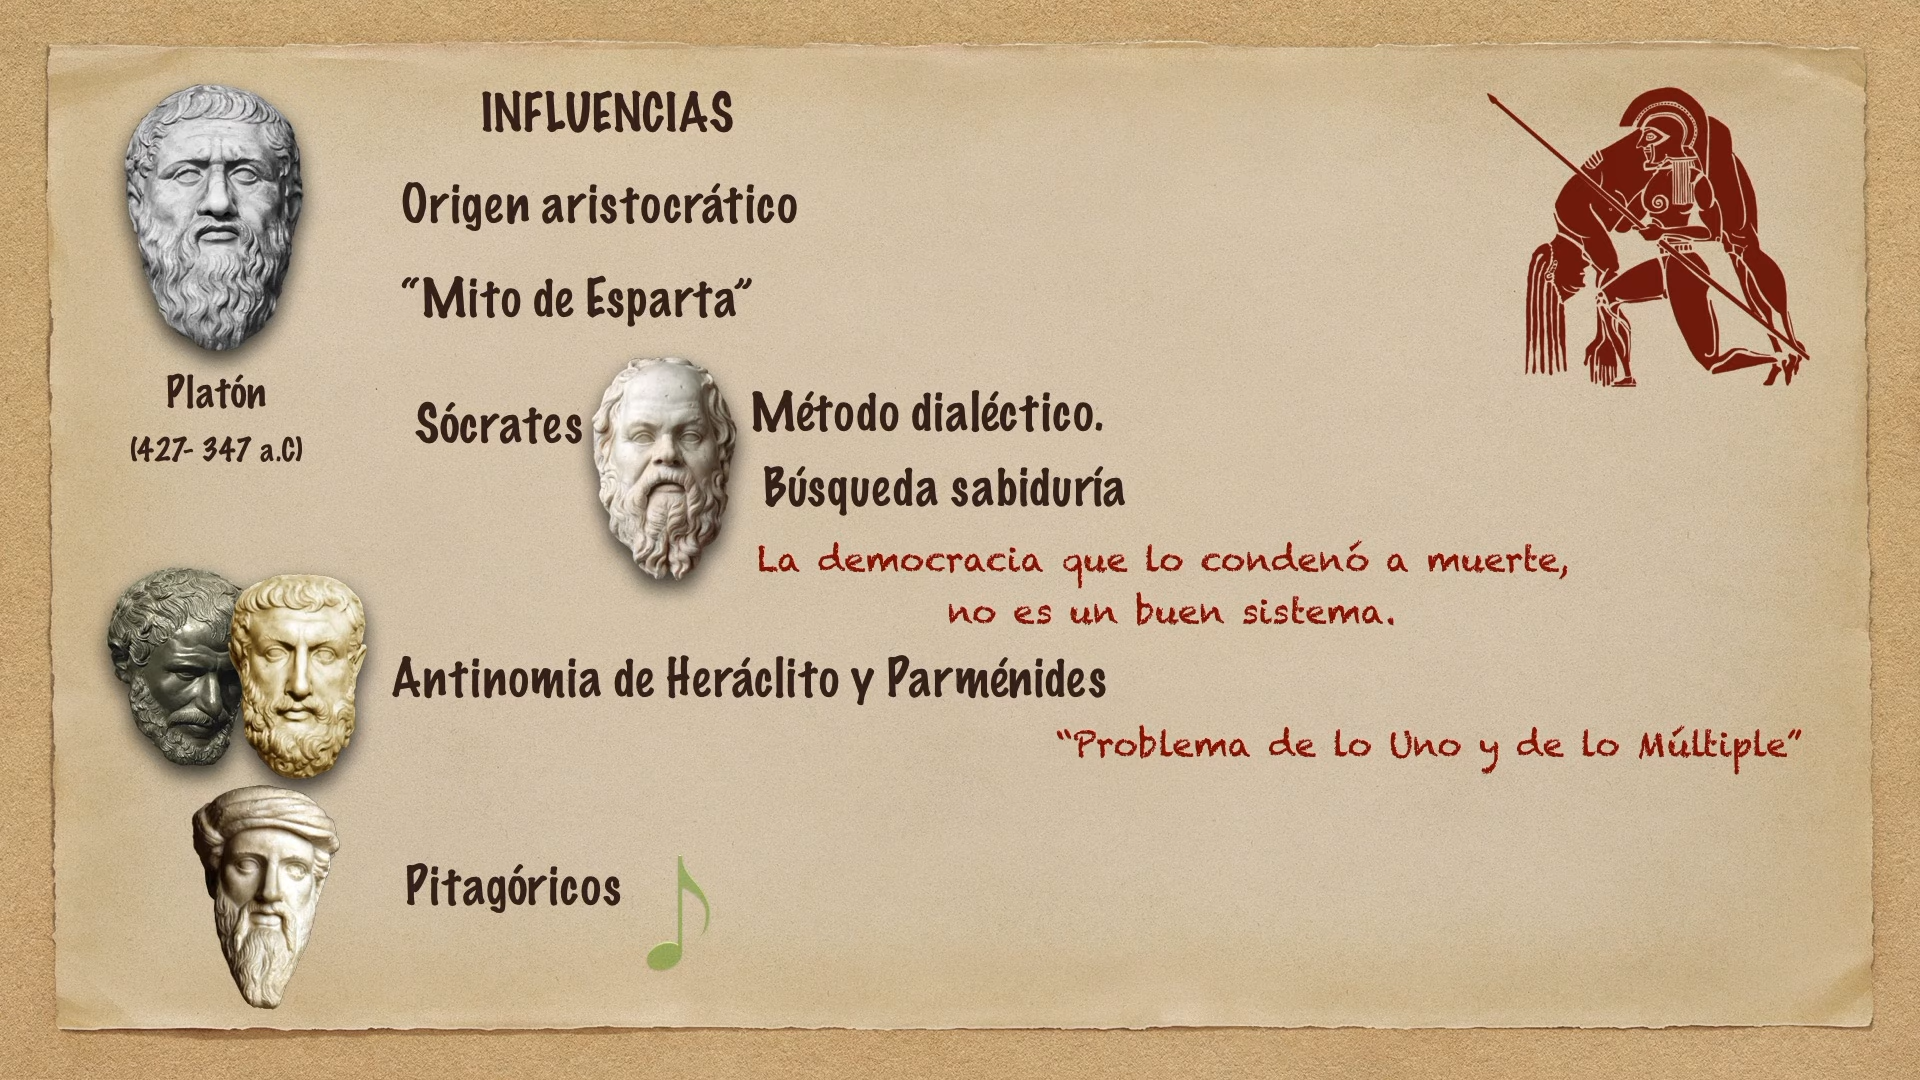 INFLUENCIAS
Origen aristocrático
“Mito de Esparta”
Platón
(427- 347 a.C)
Sócrates
Método dialéctico.
Búsqueda sabiduría
La democracia que lo condenó a muerte,
no es un buen sistema.
Antinomia de Heráclito y Parménides
“Problema de lo Uno y de lo Múltiple”
Pitagóricos